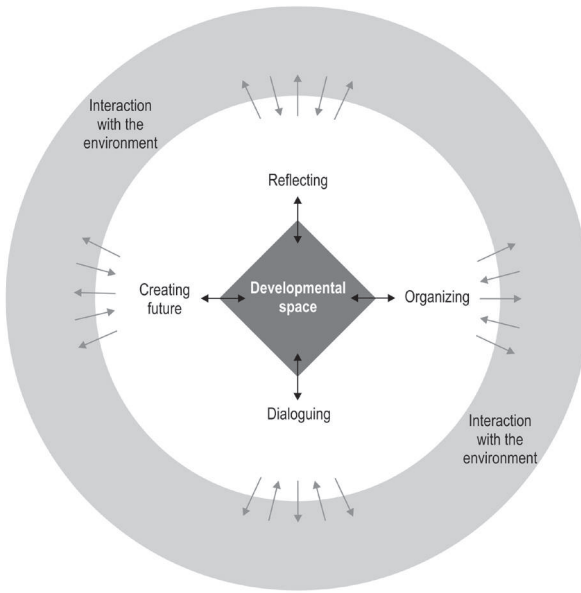 Interaction
with the
environment
Reflecting
Creating
future
Developmental
space
Organizing
Dialoguing
Interaction
with the
environment